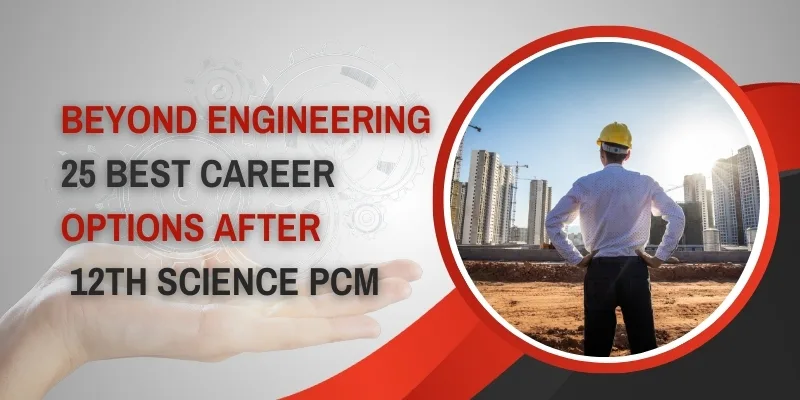 BEYOND ENGINEERING
25 BEST CAREER
OPTIONS AFTER
12TH SCIENCE PCM